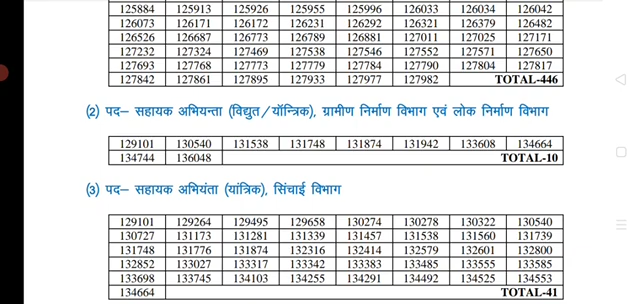 125884 125913 125926 125955 125996 126033 126034 126042
126073 126171 126172 126231 126292 126321 126379 126482
126526 126687 126773 126789 126881 127011 127025 127171
127232 127324 127469 127538 127546 127552 127571 127650
127693 127768 127773 127779 127784 127790 127804 127817
127842 127861 127895 127933 127977 127982 TOTAL-446
(2) पद– सहायक अभियन्ता (विद्युत/यॉन्त्रिक), ग्रामीण निर्माण विभाग एवं लोक निर्माण विभाग
129101 130540 131538 131748 131874 131942 133608 134664
134744 136048 TOTAL-10
(3) पद– सहायक अभियंता (यांत्रिक), सिंचाई विभाग
129101 129264 129495 129658 130274 130278 130322 130540
130727 131173 131281 131339 131457 131538 131560 131739
131748 131776 131874 132316 132414 132579 132601 132800
132852 133027 133317 133342 133383 133485 133555 133585
133698 133745 134103 134255 134291 134492 134525 134553
134664 TOTAL-41